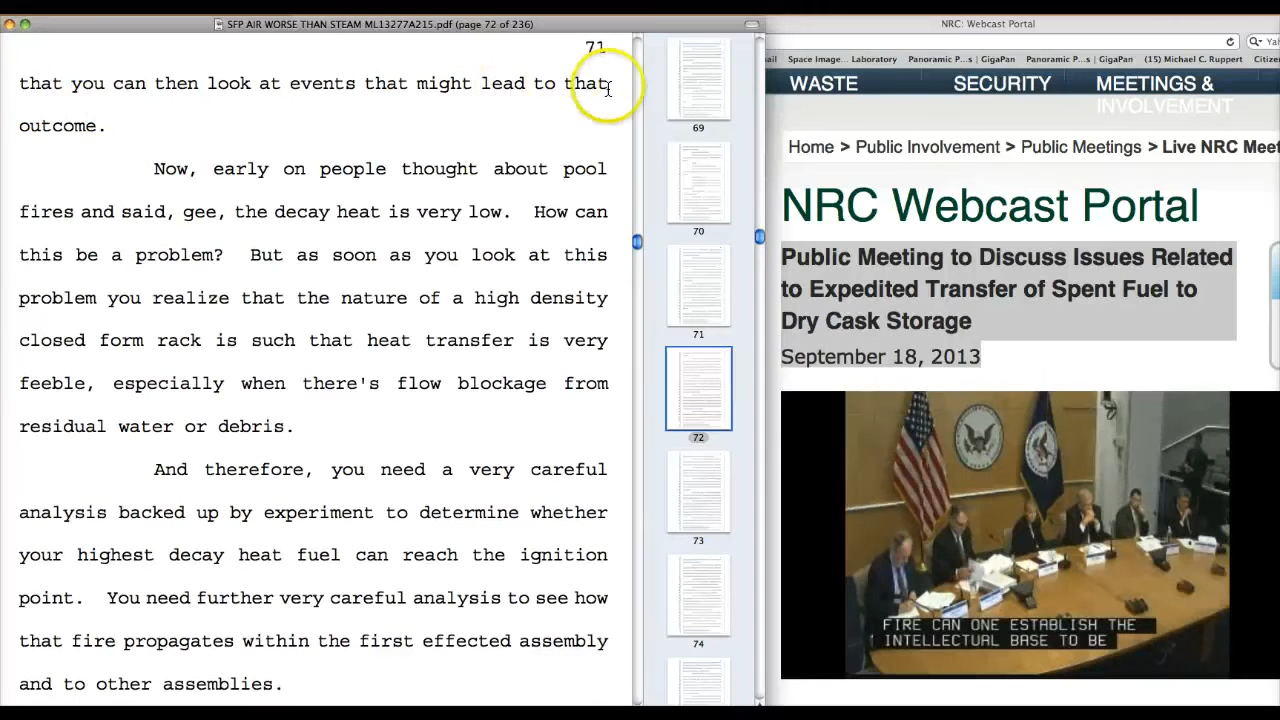 SFP AIR WORSE THAN STEAM ML13277A215.pdf (page 72 of 236)
71
that you can then look at events that might lead to that
outcome.
Now, early on people thought about pool
fires and said, gee, the decay heat is very low. How can
this be a problem? But as soon as you look at this
problem you realize that the nature of a high density
closed form rack is such that heat transfer is very
feeble, especially when there's flow blockage from
residual water or debris.
And therefore, you need a very careful
analysis backed up by experiment to determine whether
your highest decay heat fuel can reach the ignition
point. You need further very careful analysis to see how
that fire propagates within the first effected assembly
and to other assemblies.
69
70
71
72
73
74
NRC: Webcast Portal
Space Image Laboratory Panoramic ...C GigaPan Panoramic P...s GigaPan | Michael C. Ruppert Citize
WASTE SECURITY MEETINGS &
INVOLVEMENT
Home > Public Involvement > Public Meetings > Live NRC Meet
NRC Webcast Portal
Public Meeting to Discuss Issues Related
to Expedited Transfer of Spent Fuel to
Dry Cask Storage
September 18, 2013
FIRE CAN ONE ESTABLISH THE
INTELLECTUAL BASE TO BE